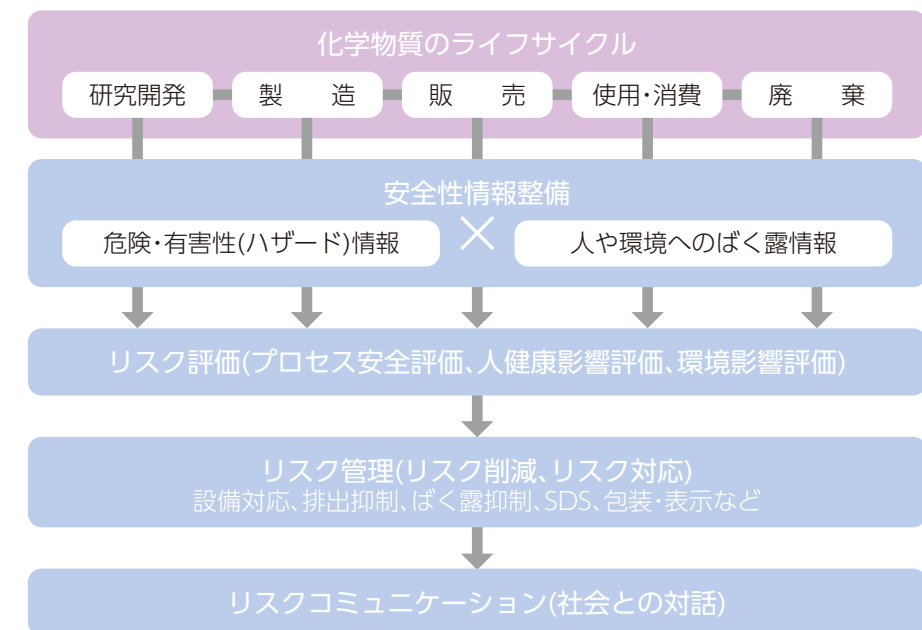 化学物質のライフサイクル
研究開発 製造 販売 使用・消費 廃棄
安全性情報整備
危険・有害性(ハザード)情報 × 人や環境へのばく露情報
リスク評価(プロセス安全評価、人健康影響評価、環境影響評価)
リスク管理(リスク削減、リスク対応)
設備対応、排出抑制、ばく露抑制、SDS、包装・表示など
リスクコミュニケーション(社会との対話)